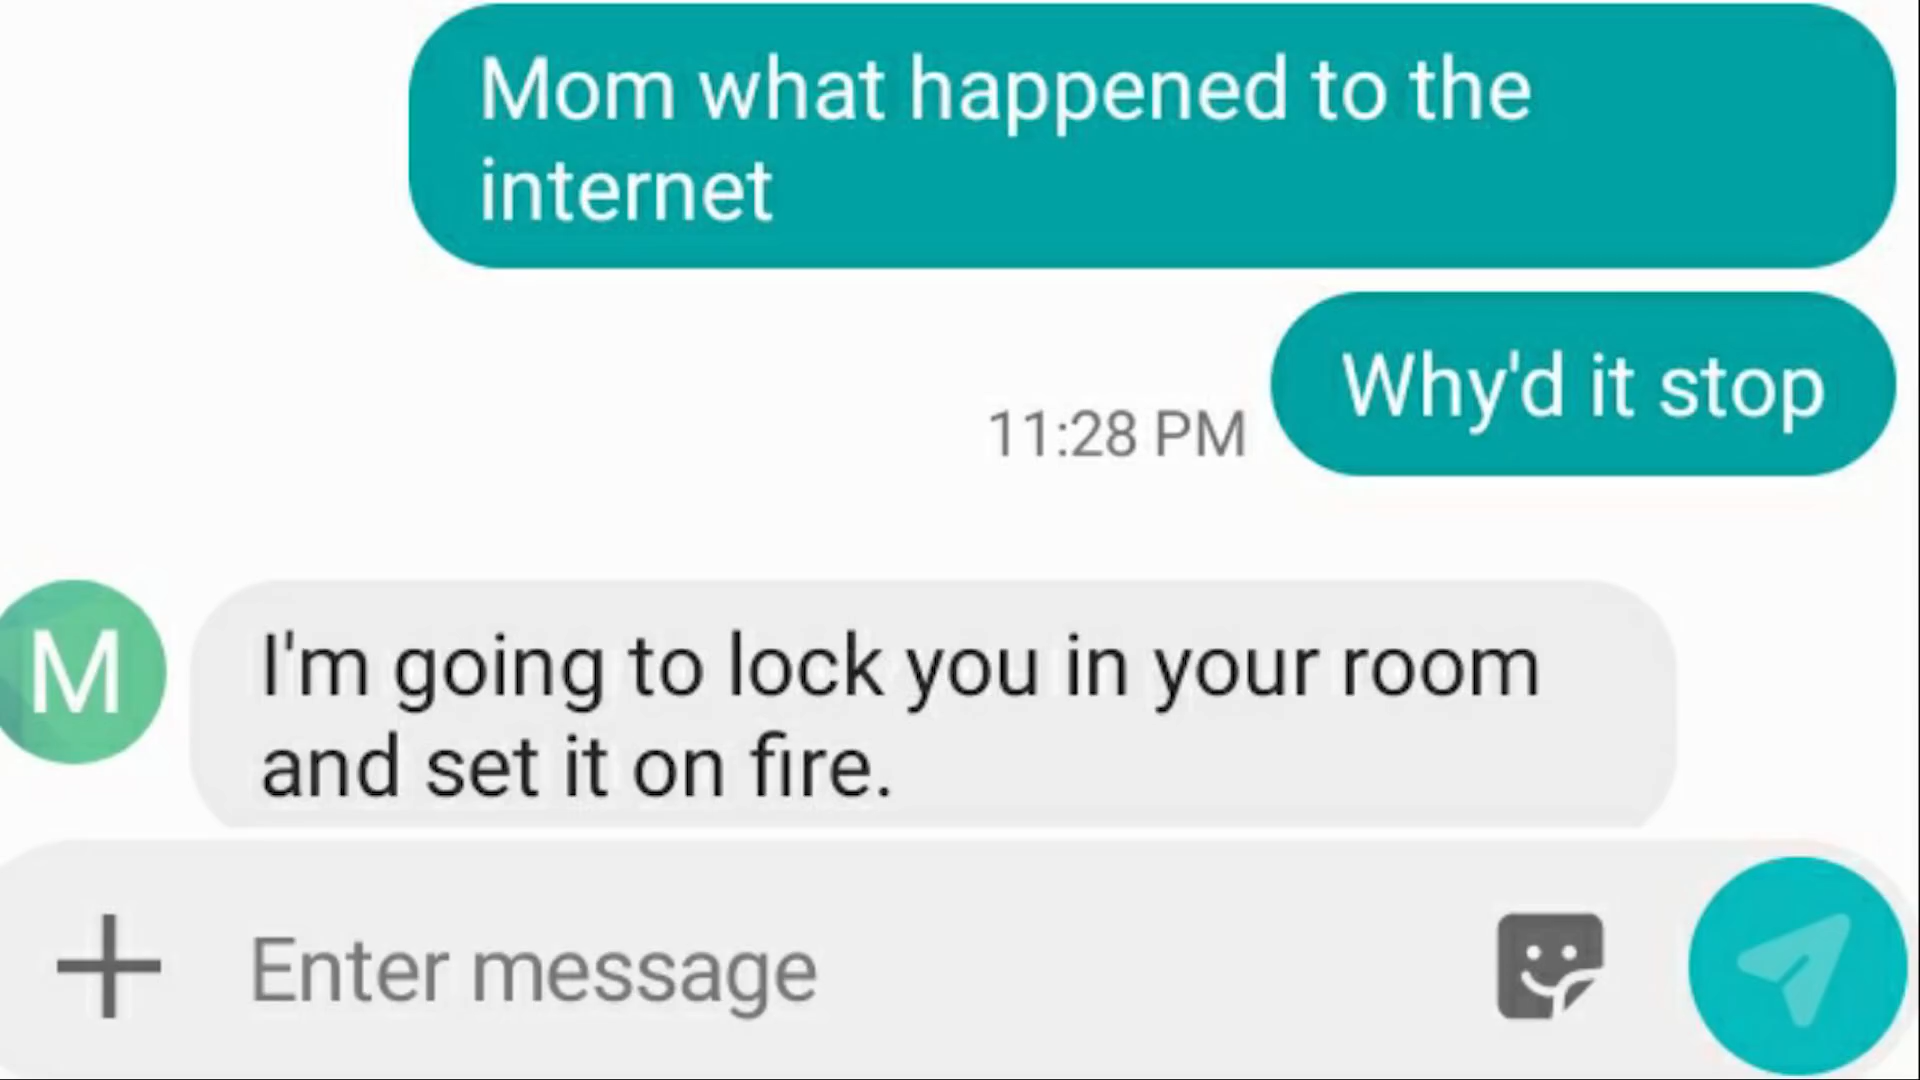 Mom what happened to the
internet
Why'd it stop
11:28 PM
M
I'm going to lock you in your room
and set it on fire.
Enter message